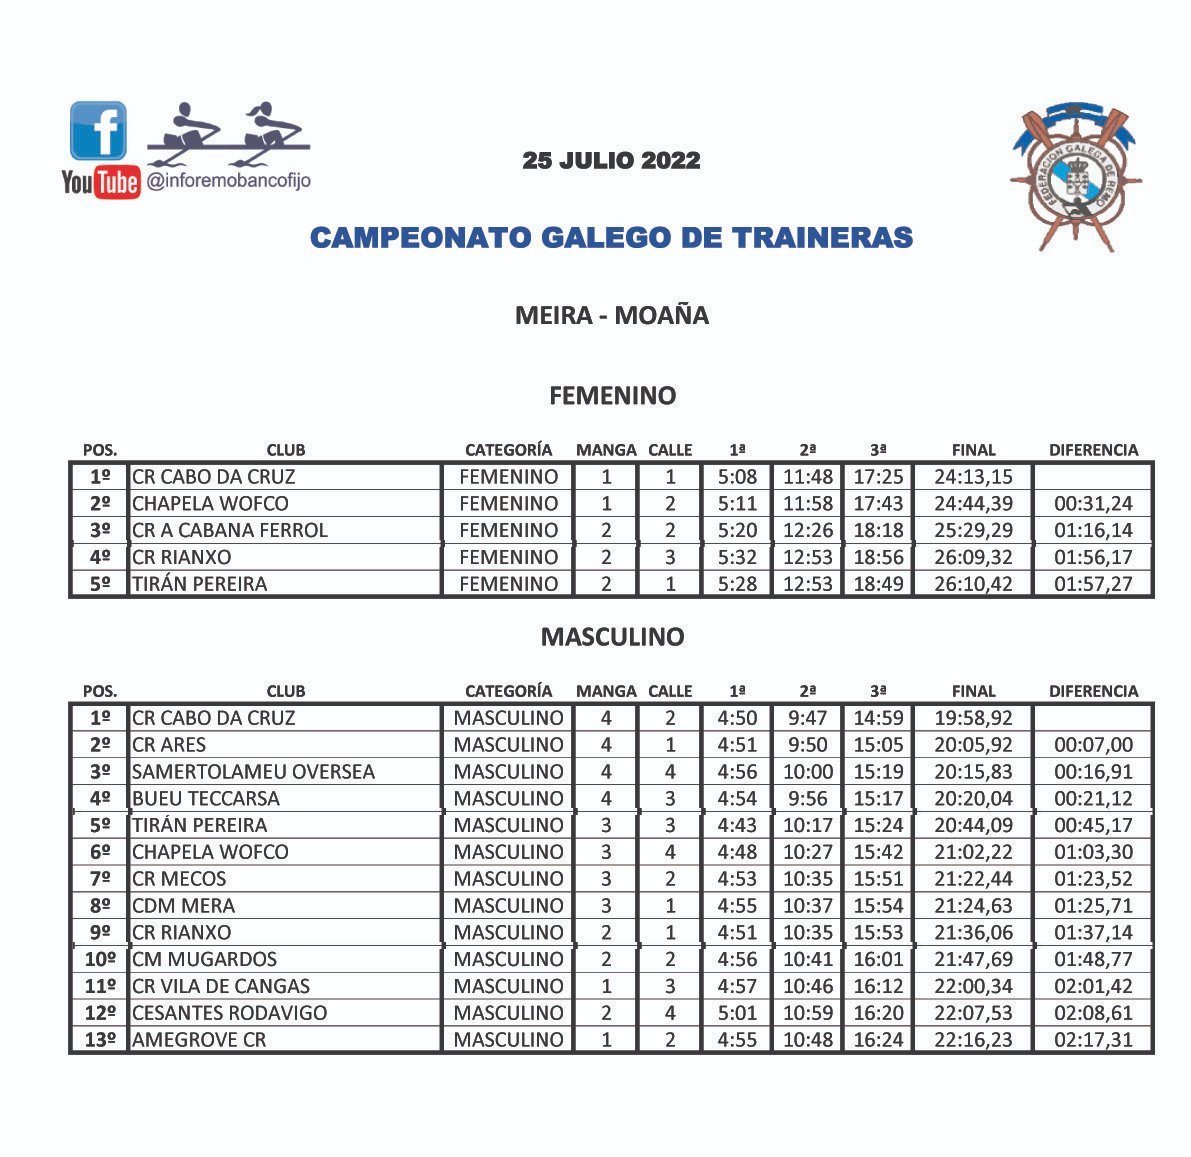 f
YouTube @inforemobancofijo
FEDERACION GALEGA DE REMO
25 JULIO 2022
CAMPEONATO GALEGO DE TRAINERAS
MEIRA - MOAÑA
FEMENINO
POS. CLUB CATEGORÍA MANGA CALLE 1ª 2ª 3ª FINAL DIFERENCIA
1º CR CABO DA CRUZ FEMENINO 1 1 5:08 11:48 17:25 24:13,15
2º CHAPELA WOFCO FEMENINO 1 2 5:11 11:58 17:43 24:44,39 00:31,24
3º CR A CABANA FERROL FEMENINO 2 2 5:20 12:26 18:18 25:29,29 01:16,14
4º CR RIANXO FEMENINO 2 3 5:32 12:53 18:56 26:09,32 01:56,17
5º TIRÁN PEREIRA FEMENINO 2 1 5:28 12:53 18:49 26:10,42 01:57,27
MASCULINO
POS. CLUB CATEGORÍA MANGA CALLE 1ª 2ª 3ª FINAL DIFERENCIA
1º CR CABO DA CRUZ MASCULINO 4 2 4:50 9:47 14:59 19:58,92
2º CR ARES MASCULINO 4 1 4:51 9:50 15:05 20:05,92 00:07,00
3º SAMERTOLAMEU OVERSEA MASCULINO 4 4 4:56 10:00 15:19 20:15,83 00:16,91
4º BUEU TECCARSA MASCULINO 4 3 4:54 9:56 15:17 20:20,04 00:21,12
5º TIRÁN PEREIRA MASCULINO 3 3 4:43 10:17 15:24 20:44,09 00:45,17
6º CHAPELA WOFCO MASCULINO 3 4 4:48 10:27 15:42 21:02,22 01:03,30
7º CR MECOS MASCULINO 3 2 4:53 10:35 15:51 21:22,44 01:23,52
8º CDM MERA MASCULINO 3 1 4:55 10:37 15:54 21:24,63 01:25,71
9º CR RIANXO MASCULINO 2 1 4:51 10:35 15:53 21:36,06 01:37,14
10º CM MUGARDOS MASCULINO 2 2 4:56 10:41 16:01 21:47,69 01:48,77
11º CR VILA DE CANGAS MASCULINO 1 3 4:57 10:46 16:12 22:00,34 02:01,42
12º CESANTES RODAVIGO MASCULINO 2 4 5:01 10:59 16:20 22:07,53 02:08,61
13º AMEGROVE CR MASCULINO 1 2 4:55 10:48 16:24 22:16,23 02:17,31